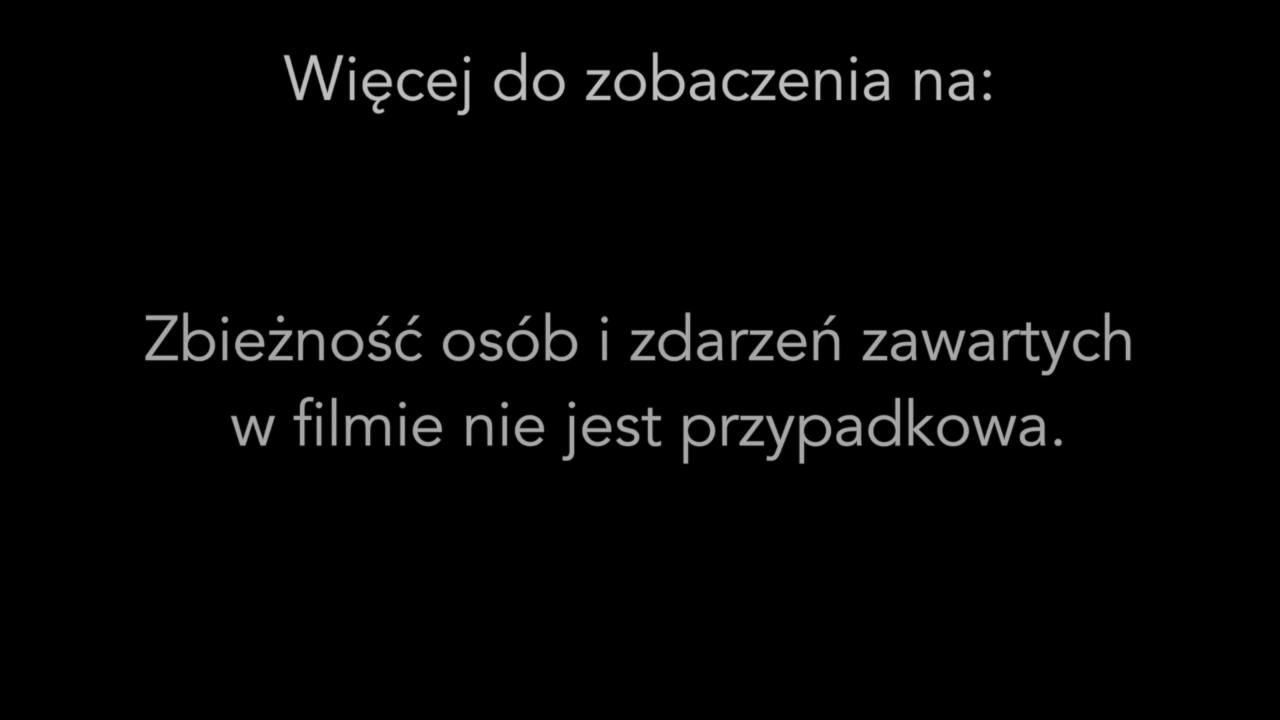 Więcej do zobaczenia na:
Zbieżność osób i zdarzeń zawartych
w filmie nie jest przypadkowa.